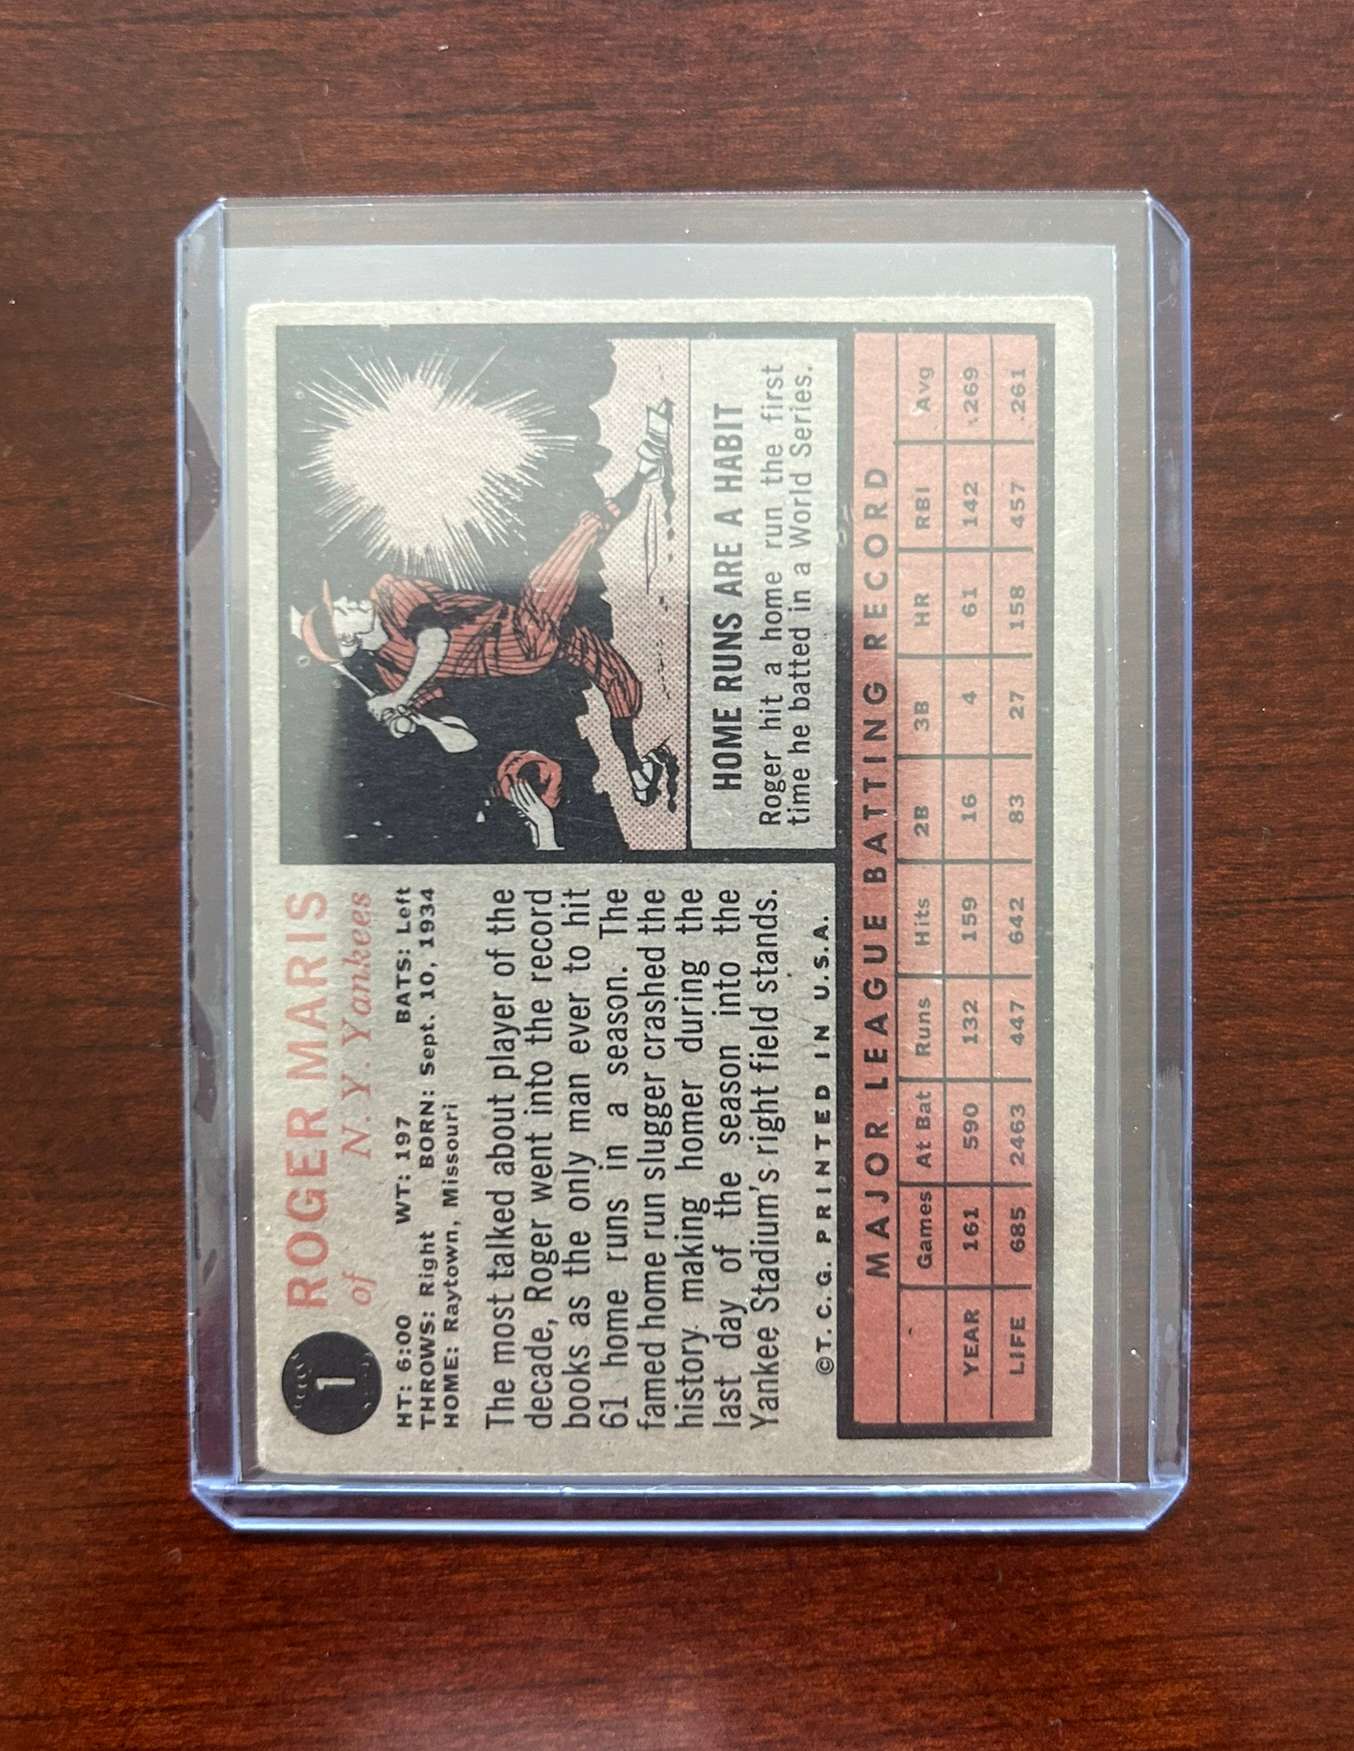 1
ROGER MARIS
of N. Y. Yankees
HT: 6:00 WT: 197 BATS: Left
THROWS: Right BORN: Sept. 10, 1934
HOME: Raytown, Missouri
The most talked about player of the
decade, Roger went into the record
books as the only man ever to hit
61 home runs in a season. The
famed home run slugger crashed the
history making homer during the
last day of the season into the
Yankee Stadium's right field stands.
©T.C.G. PRINTED IN U.S.A.
HOME RUNS ARE A HABIT
Roger hit a home run the first
time he batted in a World Series.
MAJOR LEAGUE BATTING RECORD
Games At Bat Runs Hits 2B 3B HR RBI Avg
YEAR 161 590 132 159 16 4 61 142 .269
LIFE 685 2463 447 642 83 27 158 457 .261